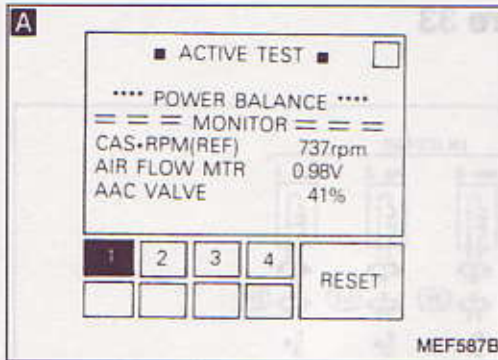 A
■ ACTIVE TEST ■
**** POWER BALANCE ****
= = = MONITOR = = =
CAS•RPM(REF) 737rpm
AIR FLOW MTR 0.98V
AAC VALVE 41%
1 2 3 4 RESET
MEF587B